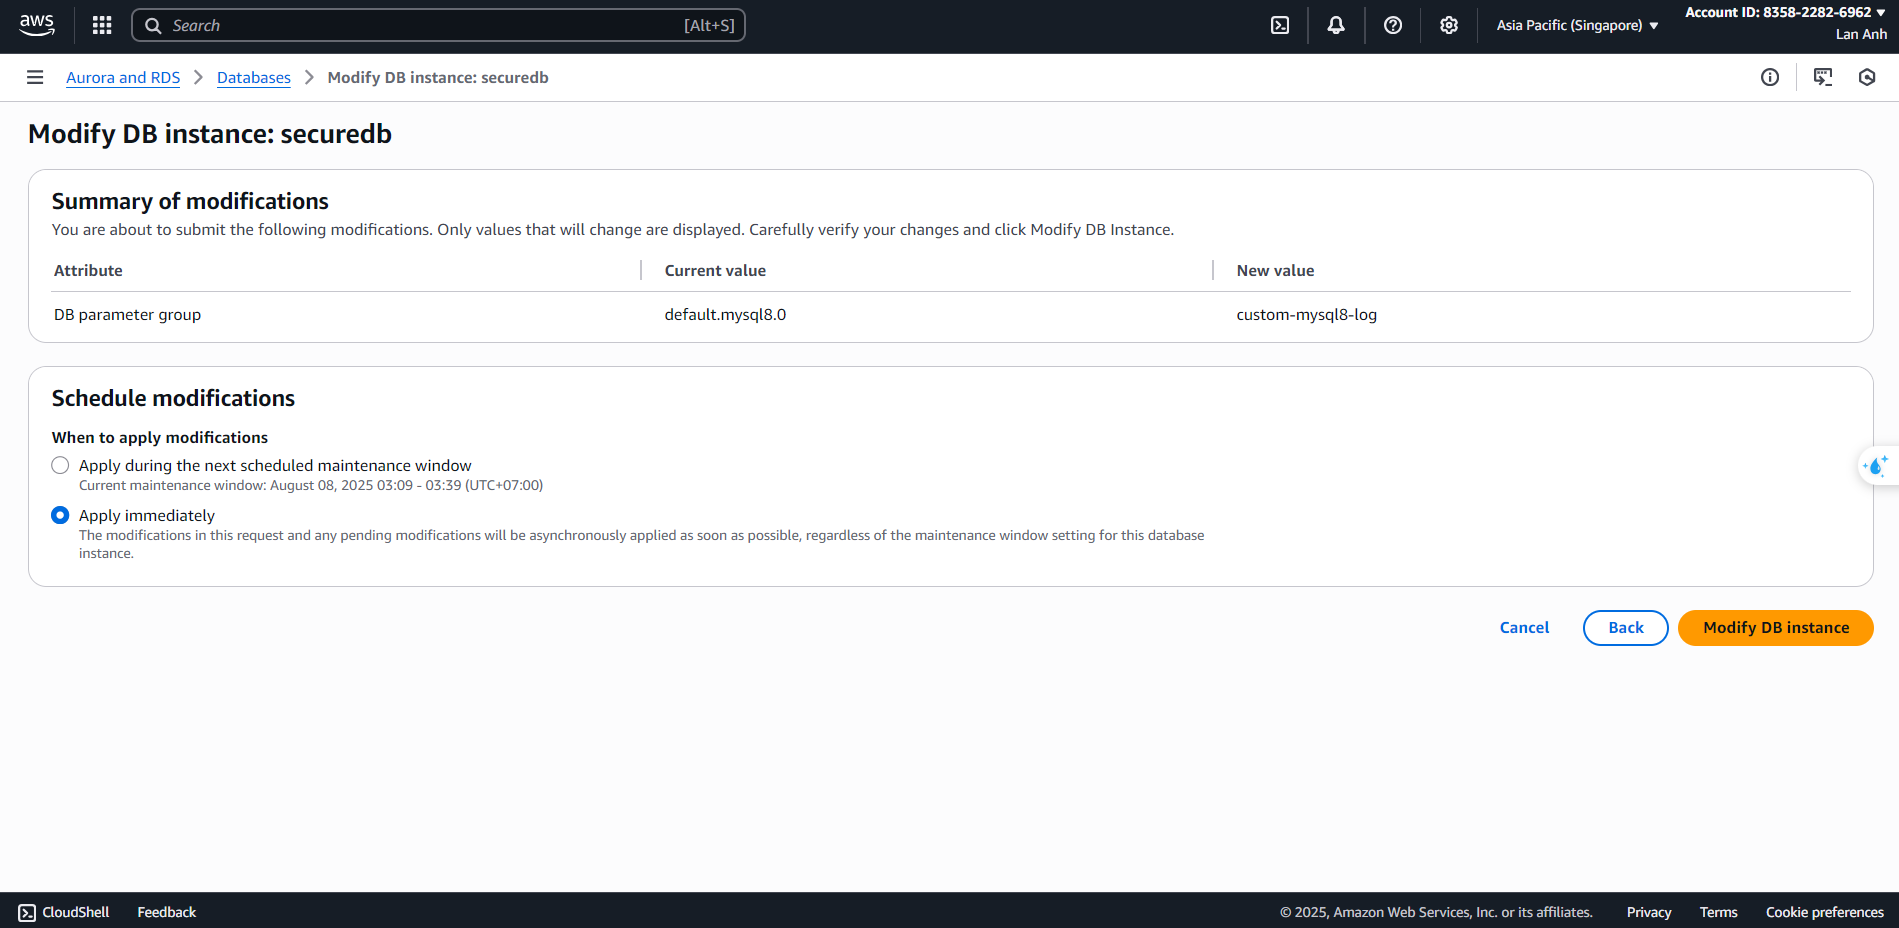 aws
Search [Alt+S]
Asia Pacific (Singapore)
Account ID: 8358-2282-6962
Lan Anh
Aurora and RDS
Databases
Modify DB instance: securedb
Modify DB instance: securedb
Summary of modifications
You are about to submit the following modifications. Only values that will change are displayed. Carefully verify your changes and click Modify DB Instance.
Attribute Current value New value
DB parameter group default.mysql8.0 custom-mysql8-log
Schedule modifications
When to apply modifications
Apply during the next scheduled maintenance window
Current maintenance window: August 08, 2025 03:09 - 03:39 (UTC+07:00)
Apply immediately
The modifications in this request and any pending modifications will be asynchronously applied as soon as possible, regardless of the maintenance window setting for this database
instance.
Cancel Back Modify DB instance
CloudShell Feedback © 2025, Amazon Web Services, Inc. or its affiliates. Privacy Terms Cookie preferences